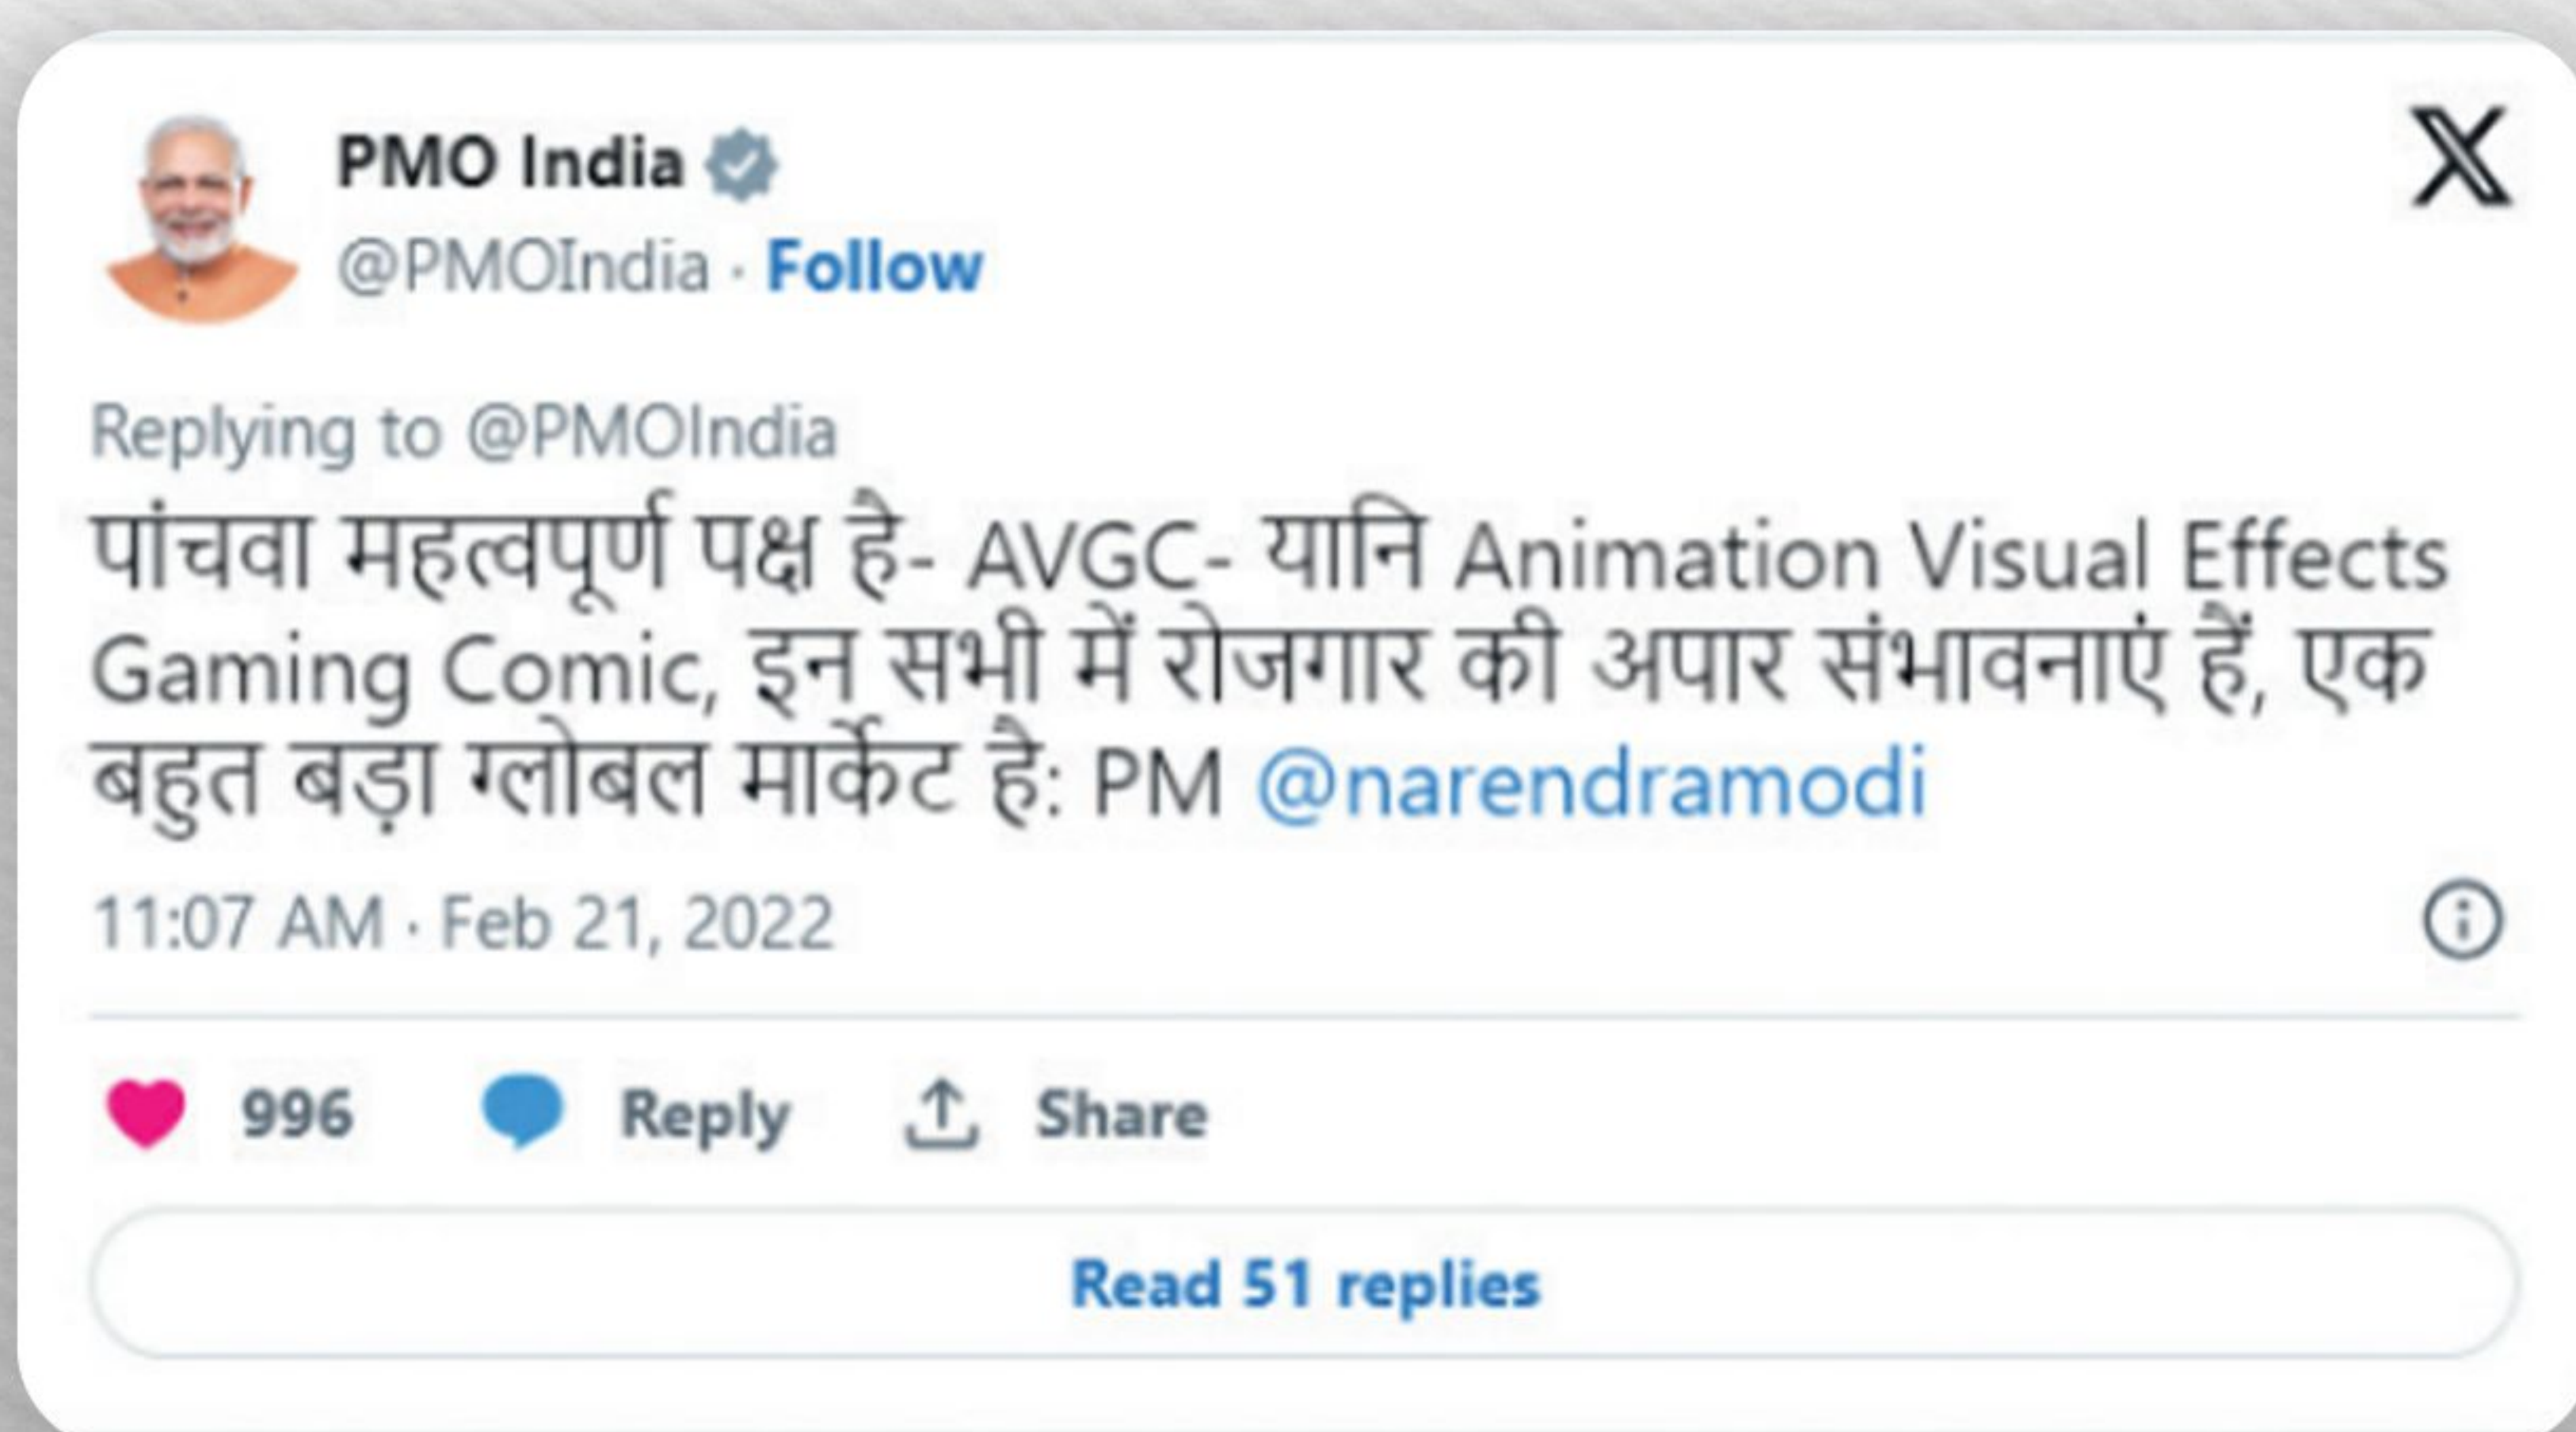 PMO India
@PMOIndia · Follow
X
Replying to @PMOIndia
पांचवा महत्वपूर्ण पक्ष है- AVGC- यानि Animation Visual Effects
Gaming Comic, इन सभी में रोजगार की अपार संभावनाएं हैं, एक
बहुत बड़ा ग्लोबल मार्केट है: PM @narendramodi
11:07 AM · Feb 21, 2022
996 Reply Share
Read 51 replies